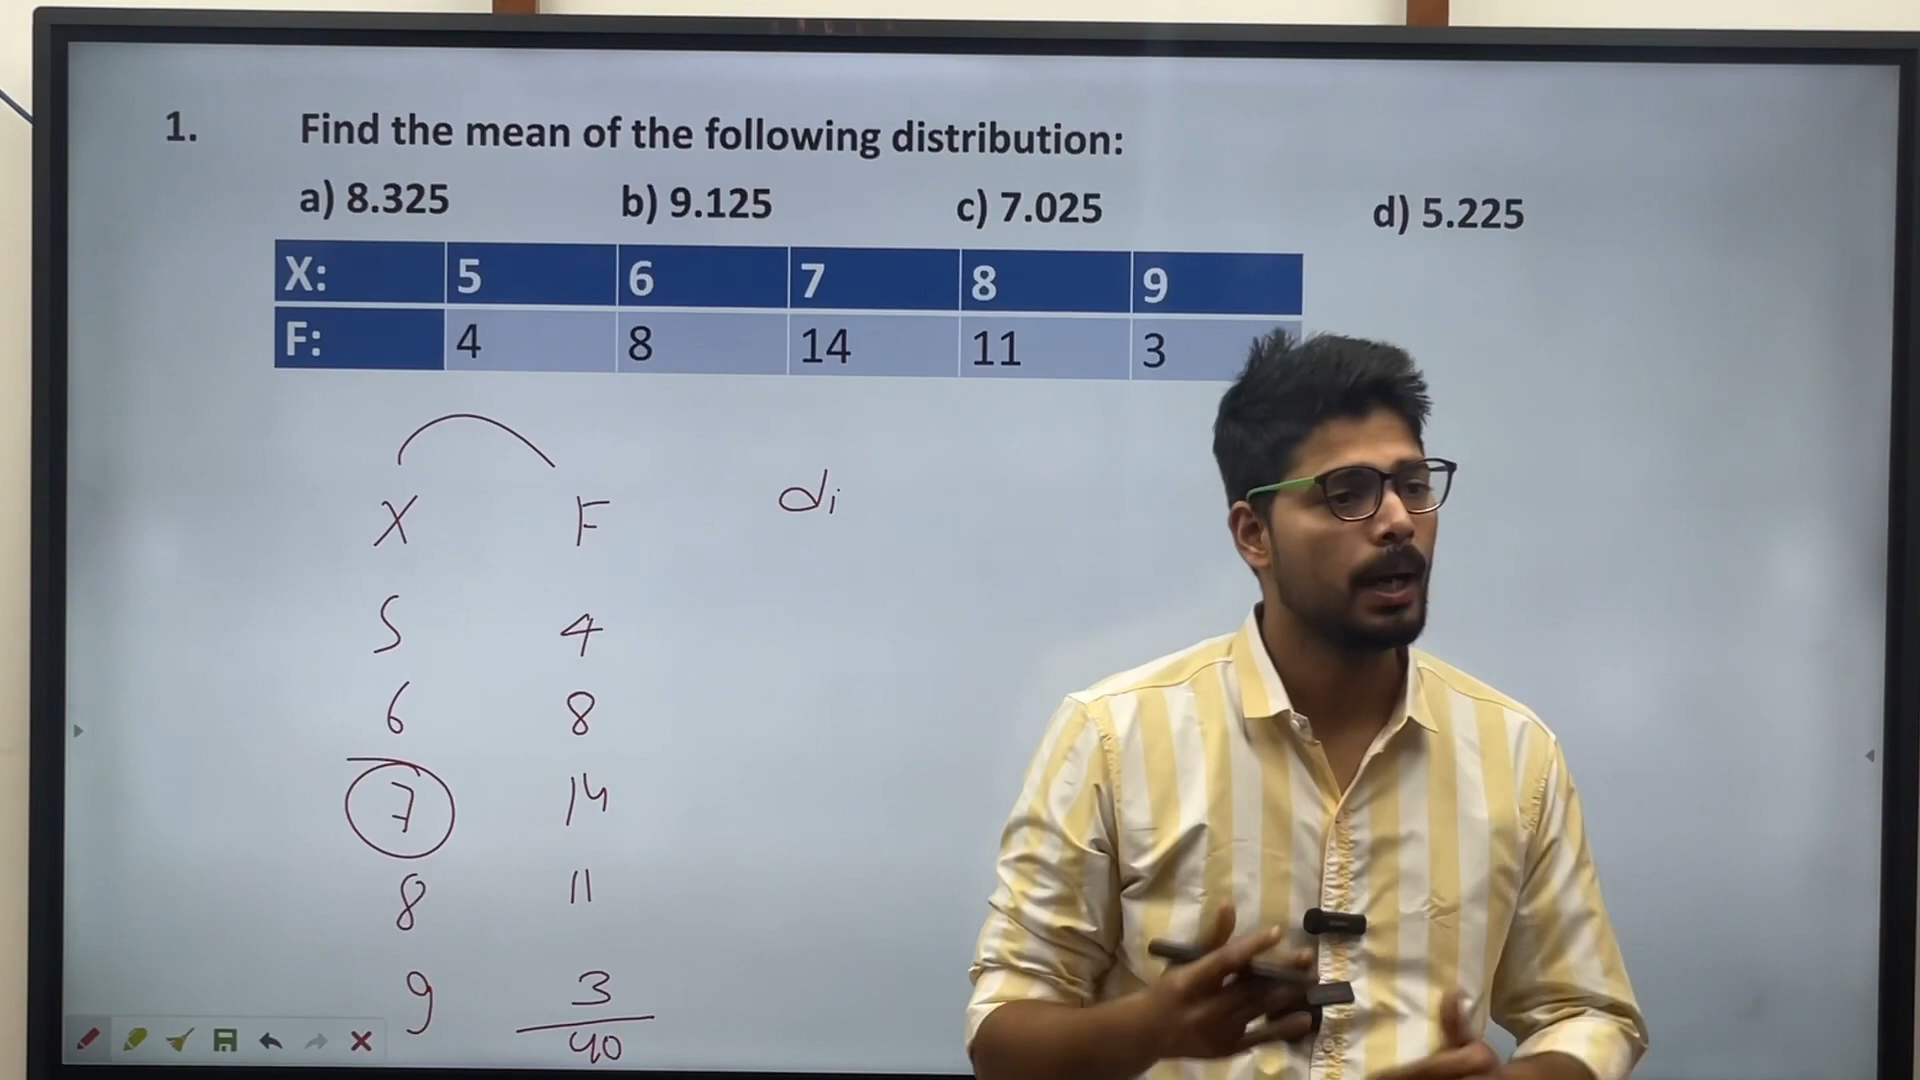 1. Find the mean of the following distribution:
a) 8.325 b) 9.125 c) 7.025 d) 5.225
X: 5 6 7 8 9
F: 4 8 14 11 3
X F di
5 4
6 8
7 14
8 11
9 3
40